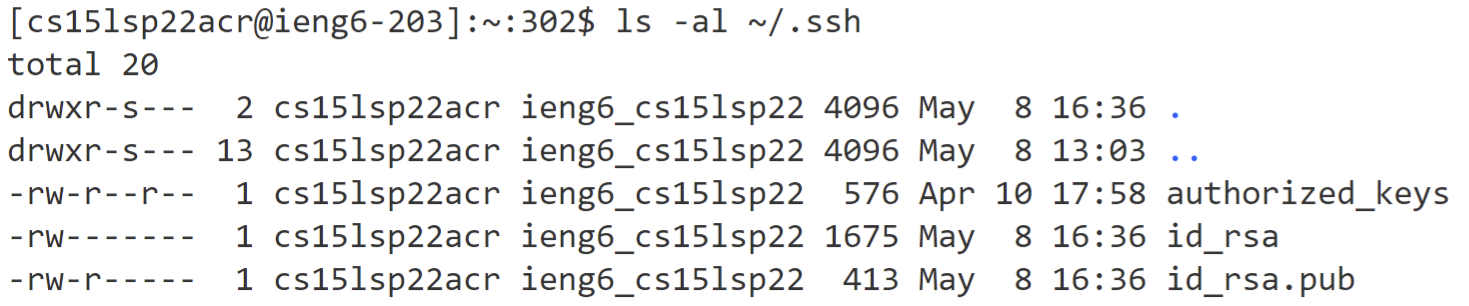 [cs15lsp22acr@ieng6-203]:~:302$ ls -al ~/.ssh
total 20
drwxr-s---  2 cs15lsp22acr ieng6_cs15lsp22 4096 May  8 16:36 .
drwxr-s--- 13 cs15lsp22acr ieng6_cs15lsp22 4096 May  8 13:03 ..
-rw-r--r--  1 cs15lsp22acr ieng6_cs15lsp22  576 Apr 10 17:58 authorized_keys
-rw-------  1 cs15lsp22acr ieng6_cs15lsp22 1675 May  8 16:36 id_rsa
-rw-r-----  1 cs15lsp22acr ieng6_cs15lsp22  413 May  8 16:36 id_rsa.pub